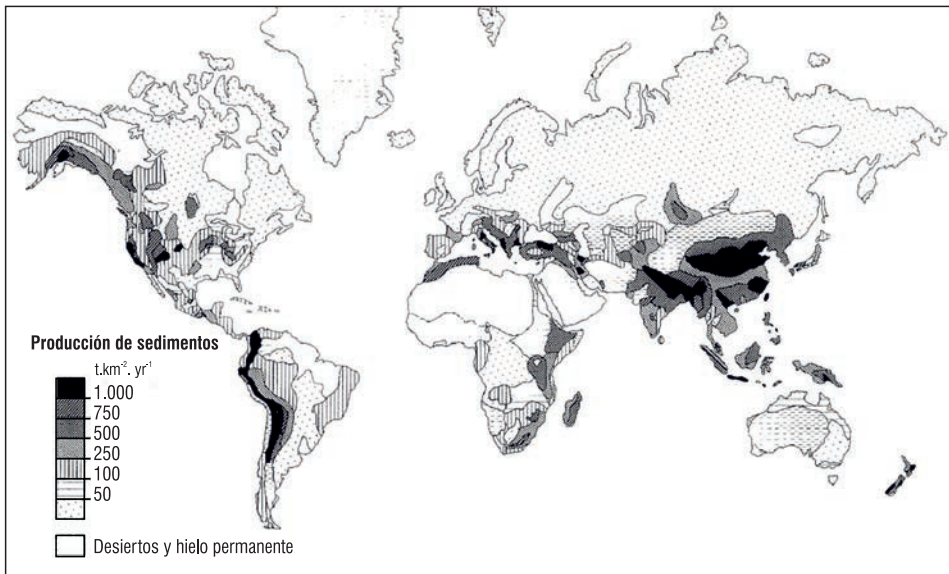 Producción de sedimentos
t.km⁻². yr⁻¹
1.000
750
500
250
100
50
Desiertos y hielo permanente